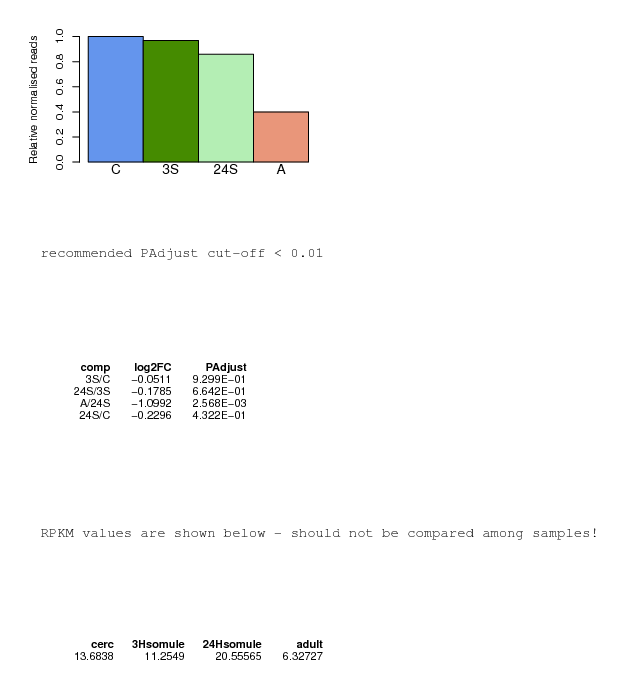 Relative normalised reads
1.0
0.8
0.6
0.4
0.2
0.0
C 3S 24S A
recommended PAdjust cut-off < 0.01
comp log2FC PAdjust
3S/C −0.0511 9.299E−01
24S/3S −0.1785 6.642E−01
A/24S −1.0992 2.568E−03
24S/C −0.2296 4.322E−01
RPKM values are shown below - should not be compared among samples!
cerc 3Hsomule 24Hsomule adult
13.6838 11.2549 20.55565 6.32727